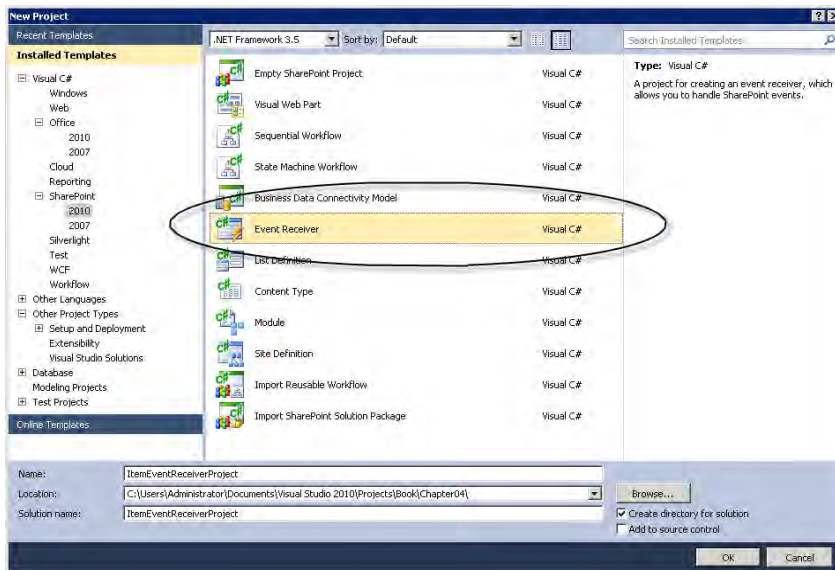 New Project
Recent Templates
Installed Templates
Visual C#
Windows
Web
Office
2010
2007
Cloud
Reporting
SharePoint
2010
2007
Silverlight
Test
WCF
Workflow
Other Languages
Other Project Types
Setup and Deployment
Extensibility
Visual Studio Solutions
Database
Modeling Projects
Test Projects
Online Templates
.NET Framework 3.5 Sort by: Default
Empty SharePoint Project Visual C#
Visual Web Part Visual C#
Sequential Workflow Visual C#
State Machine Workflow Visual C#
Business Data Connectivity Model Visual C#
Event Receiver Visual C#
List Definition Visual C#
Content Type Visual C#
Module Visual C#
Site Definition Visual C#
Import Reusable Workflow Visual C#
Import SharePoint Solution Package Visual C#
Search Installed Templates
Type: Visual C#
A project for creating an event receiver, which
allows you to handle SharePoint events.
Name: ItemEventReceiverProject
Location: C:\Users\Administrator\Documents\Visual Studio 2010\Projects\Book\Chapter04\ Browse...
Solution name: ItemEventReceiverProject
Create directory for solution
Add to source control
OK Cancel